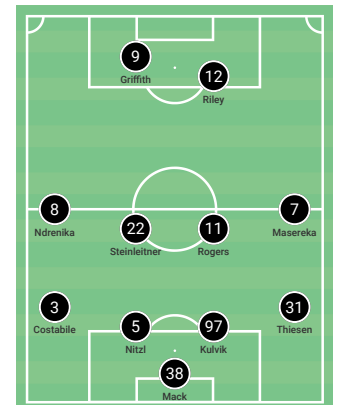 9
Griffith
12
Riley
8
Ndrenika
22
Steinleitner
11
Rogers
7
Masereka
3
Costabile
5
Nitzl
97
Kulvik
31
Thiesen
38
Mack